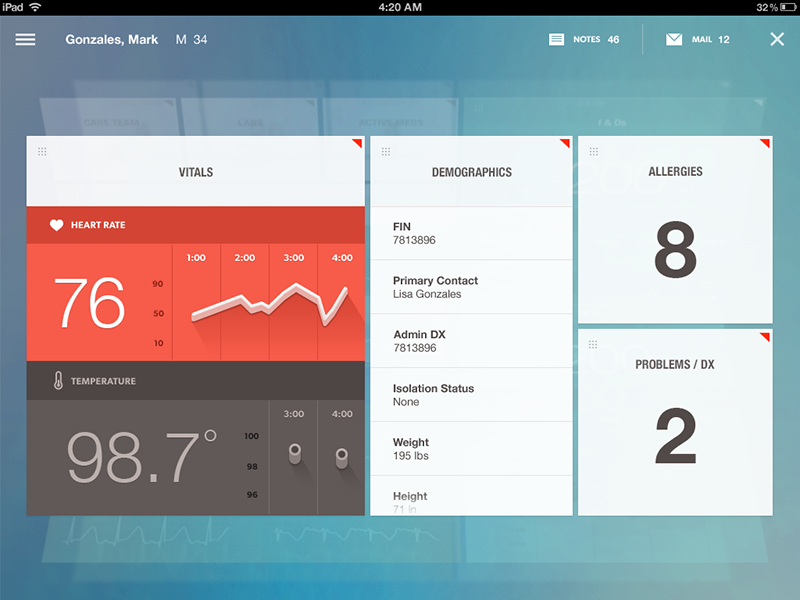 iPad 4:20 AM 32%
Gonzales, Mark M 34 NOTES 46 MAIL 12
CARE TEAM LABS ACTIVE MEDS I & Os
VITALS
HEART RATE
76
90
50
10
1:00 2:00 3:00 4:00
TEMPERATURE
98.7°
100
98
96
3:00 4:00
DEMOGRAPHICS
FIN
7813896
Primary Contact
Lisa Gonzales
Admin DX
7813896
Isolation Status
None
Weight
195 lbs
Height
71 in
ALLERGIES
8
PROBLEMS / DX
2